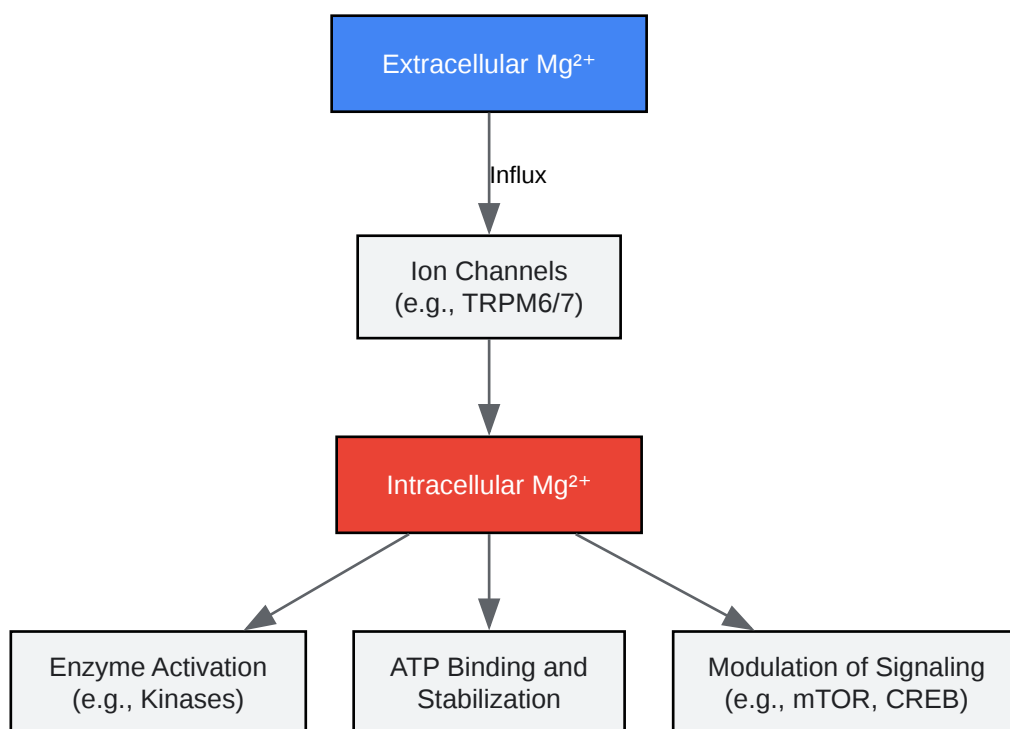 Extracellular Mg²⁺
Influx
Ion Channels
(e.g., TRPM6/7)
Intracellular Mg²⁺
Enzyme Activation
(e.g., Kinases)
ATP Binding and
Stabilization
Modulation of Signaling
(e.g., mTOR, CREB)